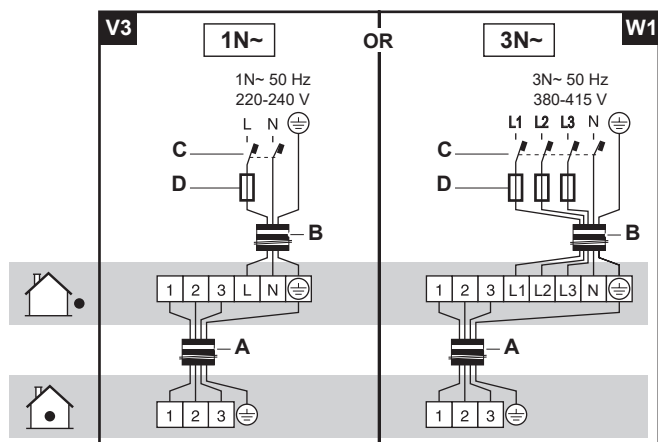 V3 1N~ OR 3N~ W1
1N~ 50 Hz
220-240 V
L N
C
D
B
1 2 3 L N
A
1 2 3
3N~ 50 Hz
380-415 V
L1 L2 L3 N
C
D
B
1 2 3 L1 L2 L3 N
A
1 2 3